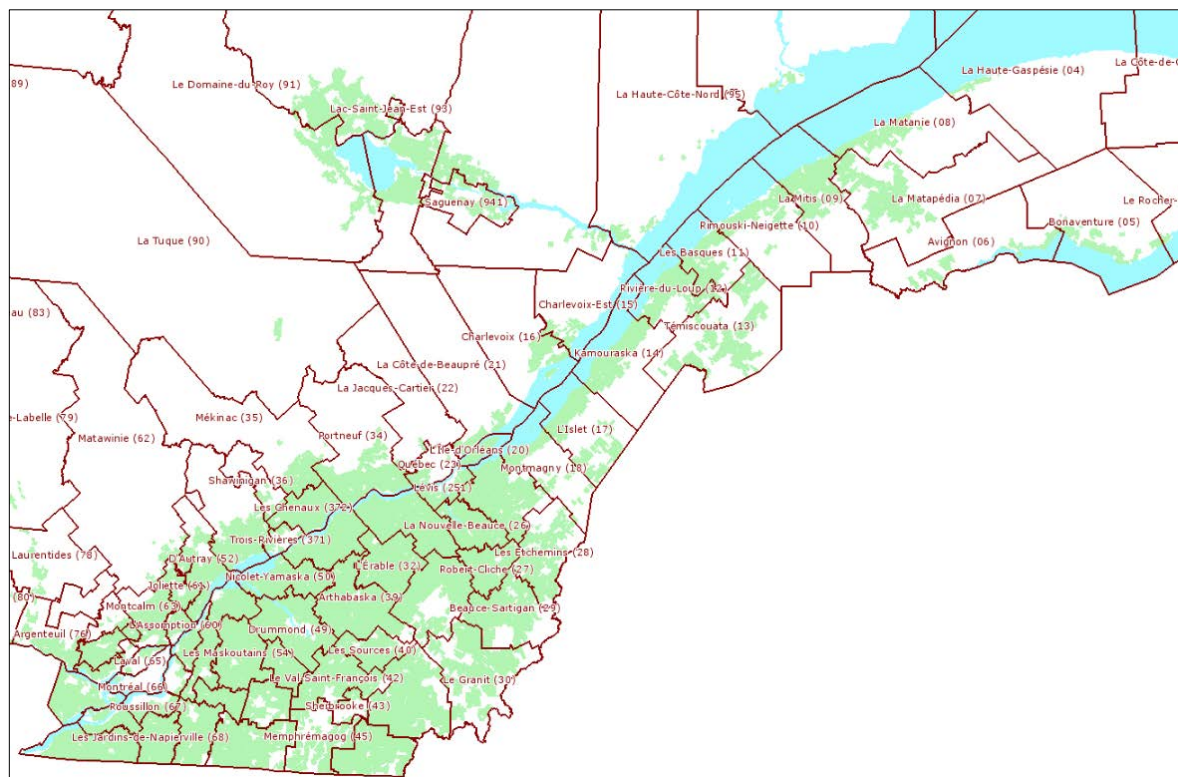 La Haute-Gaspésie (04)
La Côte-de-G
89)
Le Domaine-du-Roy (91)
La Haute-Côte-Nord (95)
Lac-Saint-Jean-Est (93)
La Matanie (08)
Saguenay (941)
La Mitis (09)
La Matapédia (07)
Le Rocher-
Bonaventure (05)
Rimouski-Neigette (10)
La Tuque (90)
Avignon (06)
Les Basques (11)
Rivière-du-Loup (12)
Charlevoix-Est (15)
au (83)
Témiscouata (13)
Charlevoix (16)
Kamouraska (14)
La Côte-de-Beaupré (21)
La Jacques-Cartier (22)
e-Labelle (79)
Mékinac (35)
L'Islet (17)
Matawinie (62)
Portneuf (34)
L'Île-d'Orléans (20)
Québec (23)
Montmagny (18)
Shawinigan (36)
Lévis (251)
Les Chenaux (372)
La Nouvelle-Beauce (26)
Trois-Rivières (371)
Laurentides (78)
Les Etchemins (28)
D'Autray (52)
L'Érable (32)
Robert-Cliche (27)
Nicolet-Yamaska (50)
Joliette (61)
(80)
Arthabaska (39)
Montcalm (63)
Beauce-Sartigan (29)
L'Assomption (60)
Drummond (49)
Argenteuil (76)
Les Maskoutains (54)
Les Sources (40)
Laval (65)
Le Val-Saint-François (42)
Le Granit (30)
Montréal (66)
Roussillon (67)
Sherbrooke (43)
Les Jardins-de-Napierville (68)
Memphrémagog (45)